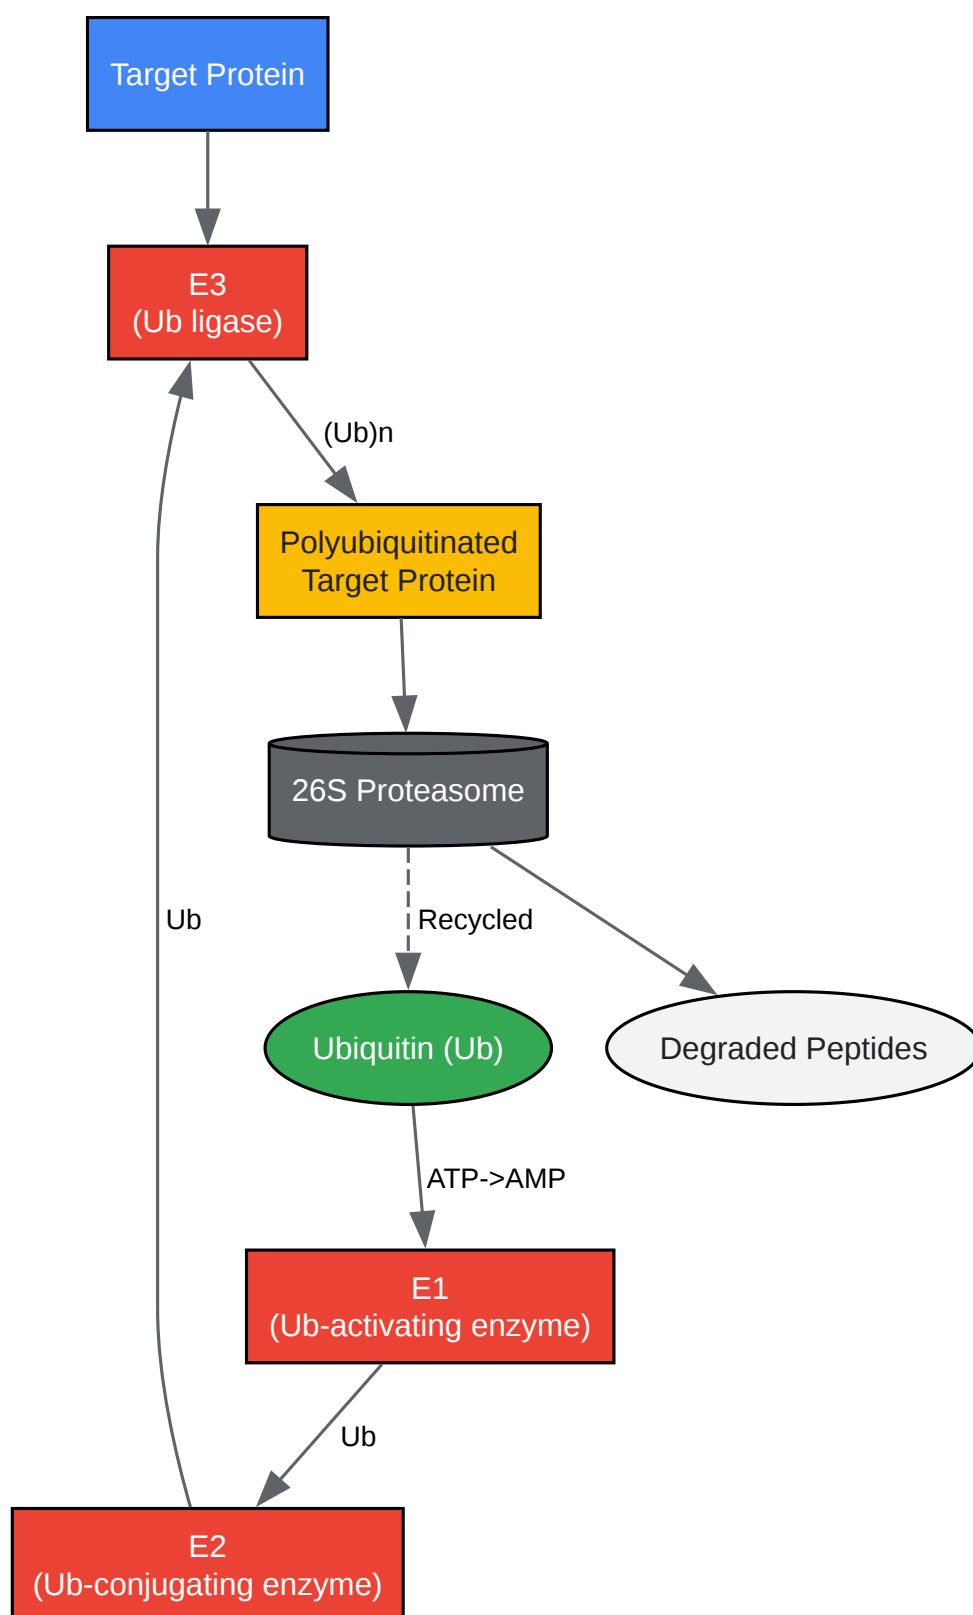 Target Protein
E3
(Ub ligase)
(Ub)n
Polyubiquitinated
Target Protein
26S Proteasome
Ub
Recycled
Ubiquitin (Ub)
Degraded Peptides
ATP->AMP
E1
(Ub-activating enzyme)
Ub
E2
(Ub-conjugating enzyme)